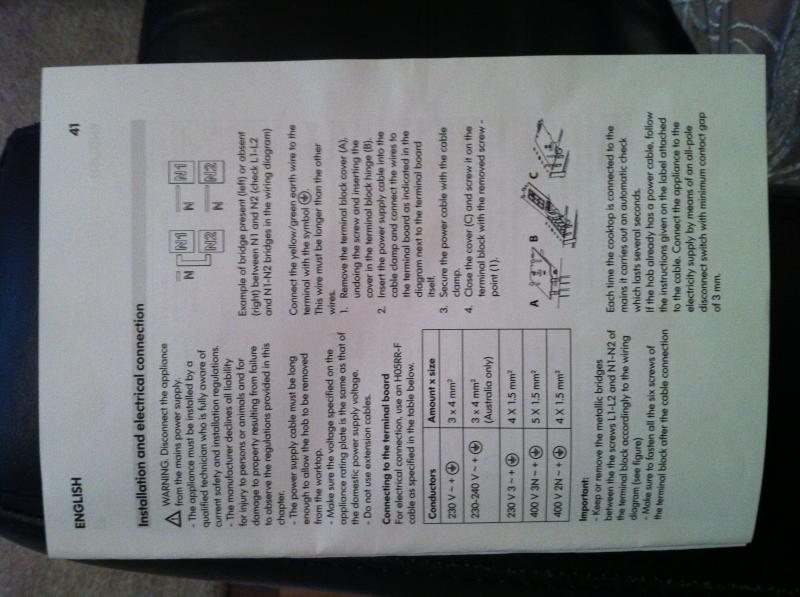 ENGLISH
41
Installation and electrical connection
WARNING. Disconnect the appliance
from the mains power supply.
- The appliance must be installed by a
qualified technician who is fully aware of
current safety and installation regulations.
- The manufacturer declines all liability
for injury to persons or animals and for
damage to property resulting from failure
to observe the regulations provided in this
chapter.
- The power supply cable must be long
enough to allow the hob to be removed
from the worktop.
- Make sure the voltage specified on the
appliance rating plate is the same as that of
the domestic power supply voltage.
- Do not use extension cables.
Connecting to the terminal board
For electrical connection, use an H05RR-F
cable as specified in the table below.
Conductors Amount x size
230 V ~ + ⏚ 3 x 4 mm²
230-240 V ~ + ⏚ 3 x 4 mm²
(Australia only)
230 V 3 ~ + ⏚ 4 X 1,5 mm²
400 V 3N ~ + ⏚ 5 X 1,5 mm²
400 V 2N ~ + ⏚ 4 X 1,5 mm²
Important:
- Keep or remove the metallic bridges
between the the screws L1-L2 and N1-N2 of
the terminal block accordingly to the wiring
diagram (see figure)
- Make sure to fasten all the six screws of
the terminal block after the cable connection
N N1 N N1
N2 N2
Example of bridge present (left) or absent
(right) between N1 and N2 (check L1-L2
and N1-N2 bridges in the wiring diagram)
Connect the yellow/green earth wire to the
terminal with the symbol ⏚.
This wire must be longer than the other
wires.
1. Remove the terminal block cover (A),
undoing the screw and inserting the
cover in the terminal block hinge (B).
2. Insert the power supply cable into the
cable clamp and connect the wires to
the terminal board as indicated in the
diagram next to the terminal board
itself.
3. Secure the power cable with the cable
clamp.
4. Close the cover (C) and screw it on the
terminal block with the removed screw -
point (1).
A B C
Each time the cooktop is connected to the
mains it carries out an automatic check
which lasts several seconds.
If the hob already has a power cable, follow
the instructions given on the label attached
to the cable. Connect the appliance to the
electricity supply by means of an all-pole
disconnect switch with minimum contact gap
of 3 mm.